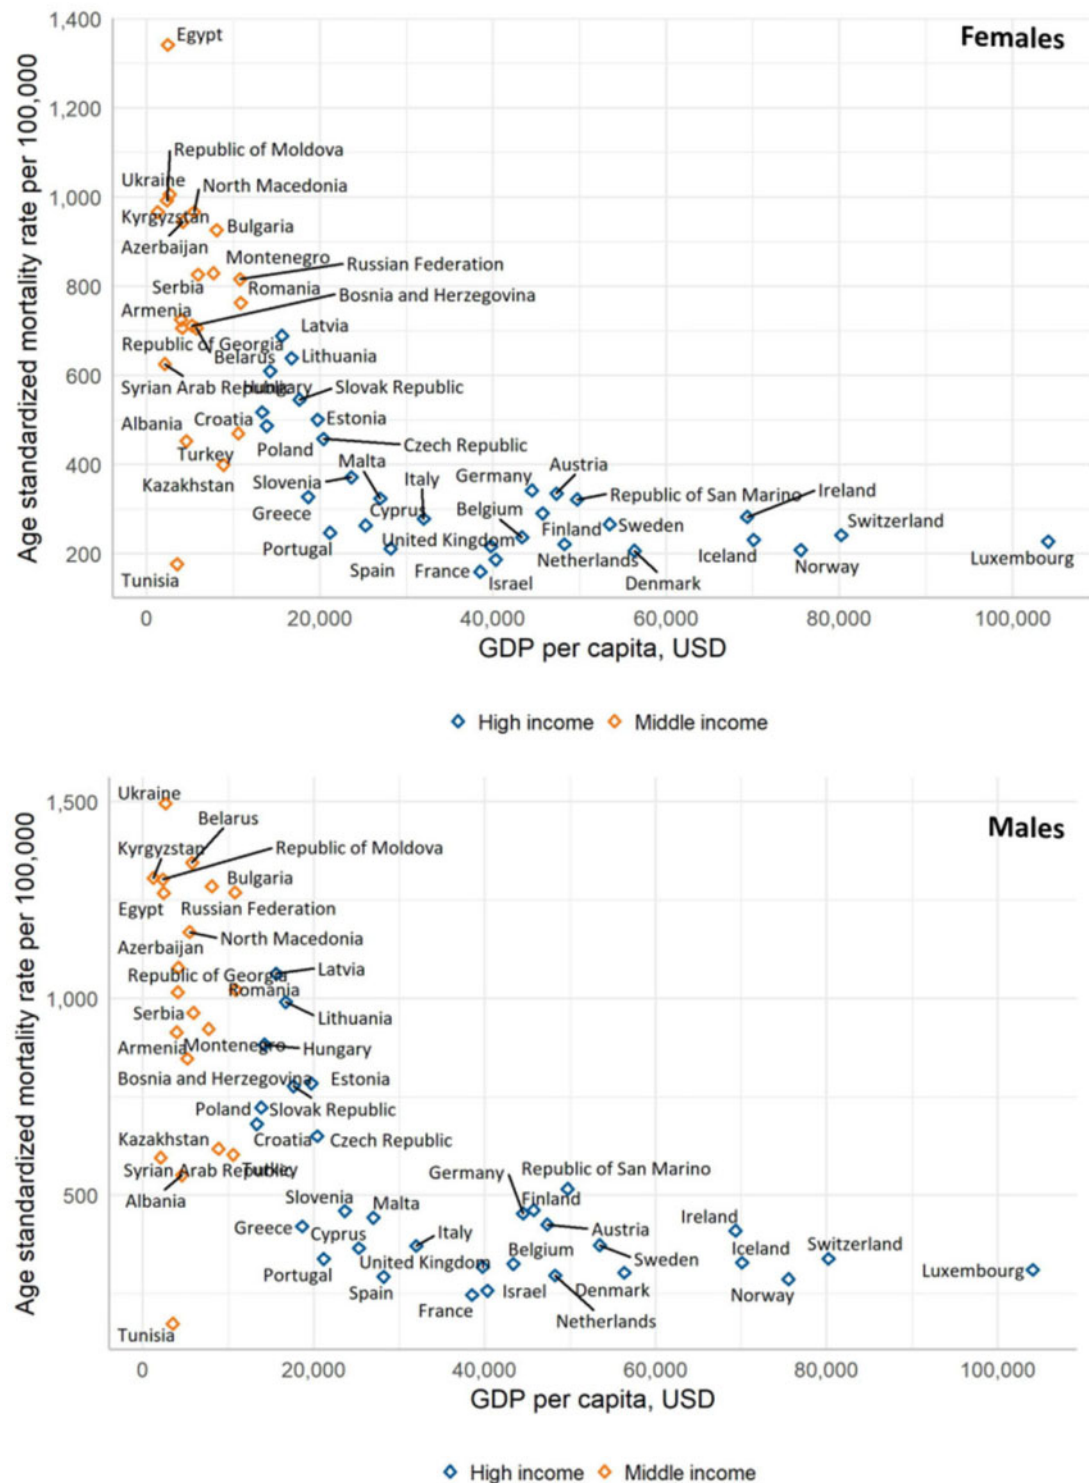 1,400
Egypt
Females
1,200
Republic of Moldova
Ukraine
North Macedonia
1,000
Kyrgyzstan
Bulgaria
Azerbaijan
Montenegro
Russian Federation
800
Serbia
Romania
Bosnia and Herzegovina
Armenia
Latvia
Republic of Georgia
Belarus
Lithuania
600
Syrian Arab Republic
Hungary
Slovak Republic
Albania
Croatia
Estonia
Turkey
Poland
Czech Republic
400
Malta
Kazakhstan
Slovenia
Italy
Germany
Austria
Greece
Cyprus
Belgium
Republic of San Marino
Ireland
Finland
Sweden
Switzerland
200
Portugal
United Kingdom
Netherlands
Iceland
Luxembourg
Tunisia
Spain
France
Israel
Denmark
Norway
Age standardized mortality rate per 100,000
0
20,000
40,000
60,000
80,000
100,000
GDP per capita, USD
High income
Middle income
Ukraine
1,500
Belarus
Males
Kyrgyzstan
Republic of Moldova
Bulgaria
Egypt
Russian Federation
Azerbaijan
North Macedonia
Republic of Georgia
Latvia
Romania
1,000
Serbia
Lithuania
Armenia
Montenegro
Hungary
Bosnia and Herzegovina
Estonia
Poland
Slovak Republic
Kazakhstan
Croatia
Czech Republic
Syrian Arab Republic
Turkey
Albania
Germany
Republic of San Marino
500
Slovenia
Malta
Finland
Greece
Cyprus
Italy
Austria
Ireland
Portugal
United Kingdom
Belgium
Sweden
Iceland
Switzerland
Spain
France
Israel
Denmark
Norway
Luxembourg
Netherlands
Tunisia
Age standardized mortality rate per 100,000
0
20,000
40,000
60,000
80,000
100,000
GDP per capita, USD
High income
Middle income